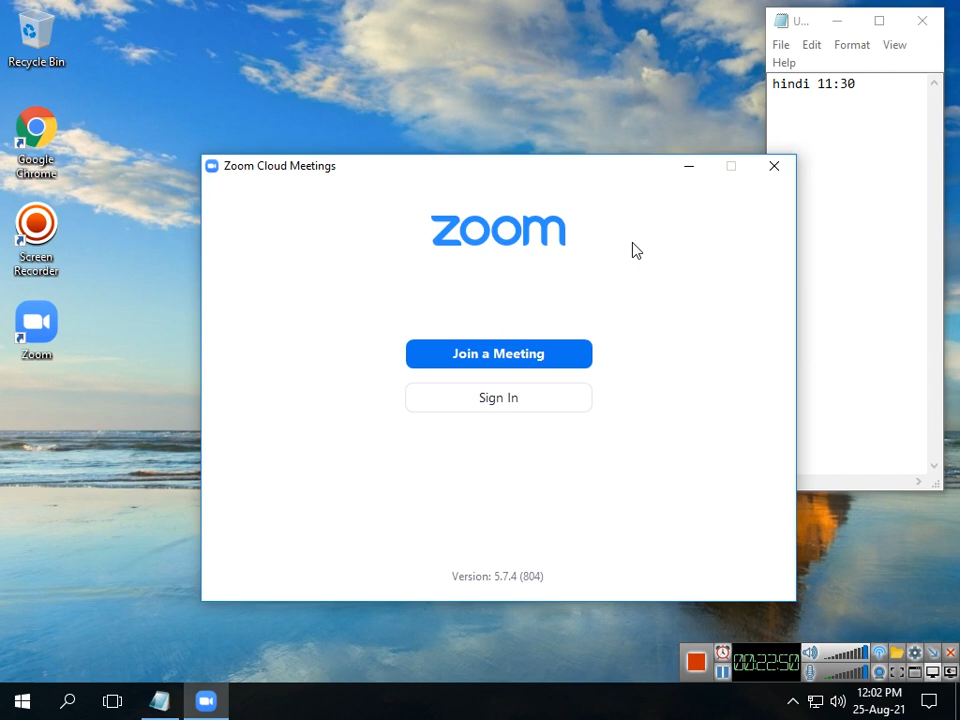 Recycle Bin
Google
Chrome
Screen
Recorder
Zoom
U...
File Edit Format View
Help
hindi 11:30
Zoom Cloud Meetings
zoom
Join a Meeting
Sign In
Version: 5.7.4 (804)
00:22:50
12:02 PM
25-Aug-21